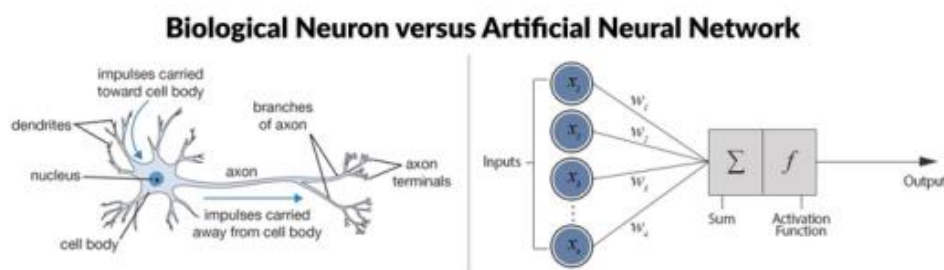 Biological Neuron versus Artificial Neural Network
impulses carried
toward cell body
dendrites
nucleus
cell body
axon
impulses carried
away from cell body
branches
of axon
axon
terminals
Inputs
Σ
f
Sum
Activation
Function
Output